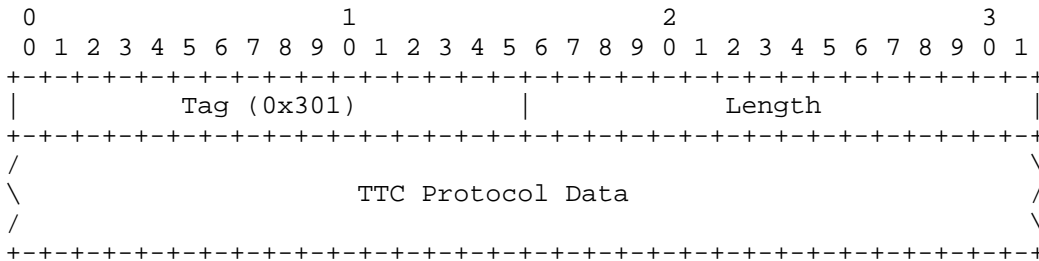 0                   1                   2                   3
 0 1 2 3 4 5 6 7 8 9 0 1 2 3 4 5 6 7 8 9 0 1 2 3 4 5 6 7 8 9 0 1
+-+-+-+-+-+-+-+-+-+-+-+-+-+-+-+-+-+-+-+-+-+-+-+-+-+-+-+-+-+-+-+-+
|          Tag (0x301)          |            Length             |
+-+-+-+-+-+-+-+-+-+-+-+-+-+-+-+-+-+-+-+-+-+-+-+-+-+-+-+-+-+-+-+-+
/                                                               \
\                     TTC Protocol Data                         /
/                                                               \
+-+-+-+-+-+-+-+-+-+-+-+-+-+-+-+-+-+-+-+-+-+-+-+-+-+-+-+-+-+-+-+-+